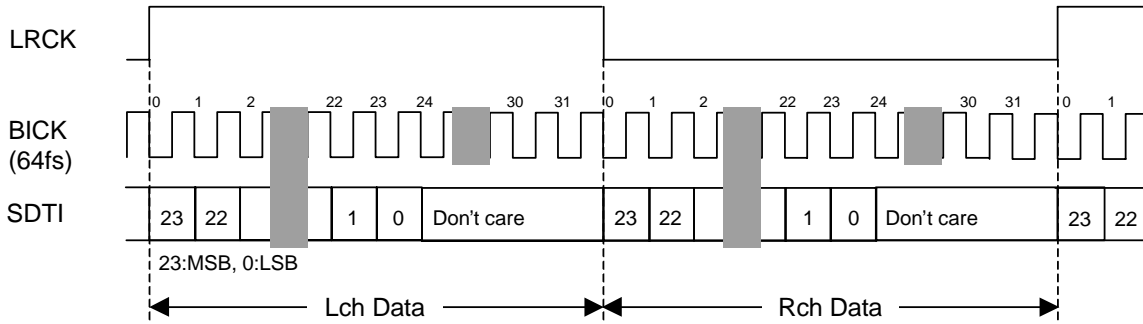 LRCK
0 1 2 22 23 24 30 31 0 1 2 22 23 24 30 31 0 1
BICK
(64fs)
SDTI 23 22 1 0 Don't care 23 22 1 0 Don't care 23 22
23:MSB, 0:LSB
Lch Data Rch Data